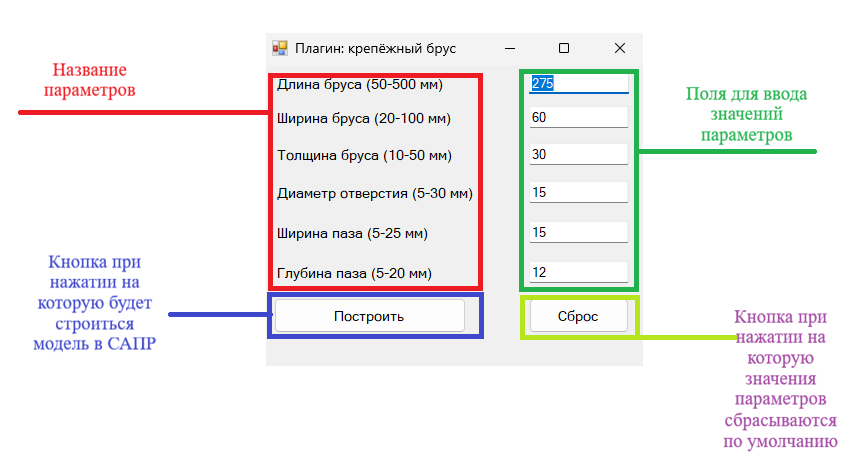 Плагин: крепёжный брус
Название
параметров
Длина бруса (50-500 мм)
275
Ширина бруса (20-100 мм)
60
Толщина бруса (10-50 мм)
30
Диаметр отверстия (5-30 мм)
15
Ширина паза (5-25 мм)
15
Глубина паза (5-20 мм)
12
Построить
Сброс
Поля для ввода
значений
параметров
Кнопка при
нажатии на
которую будет
строиться
модель в САПР
Кнопка при
нажатии на
которую
значения
параметров
сбрасываются
по умолчанию